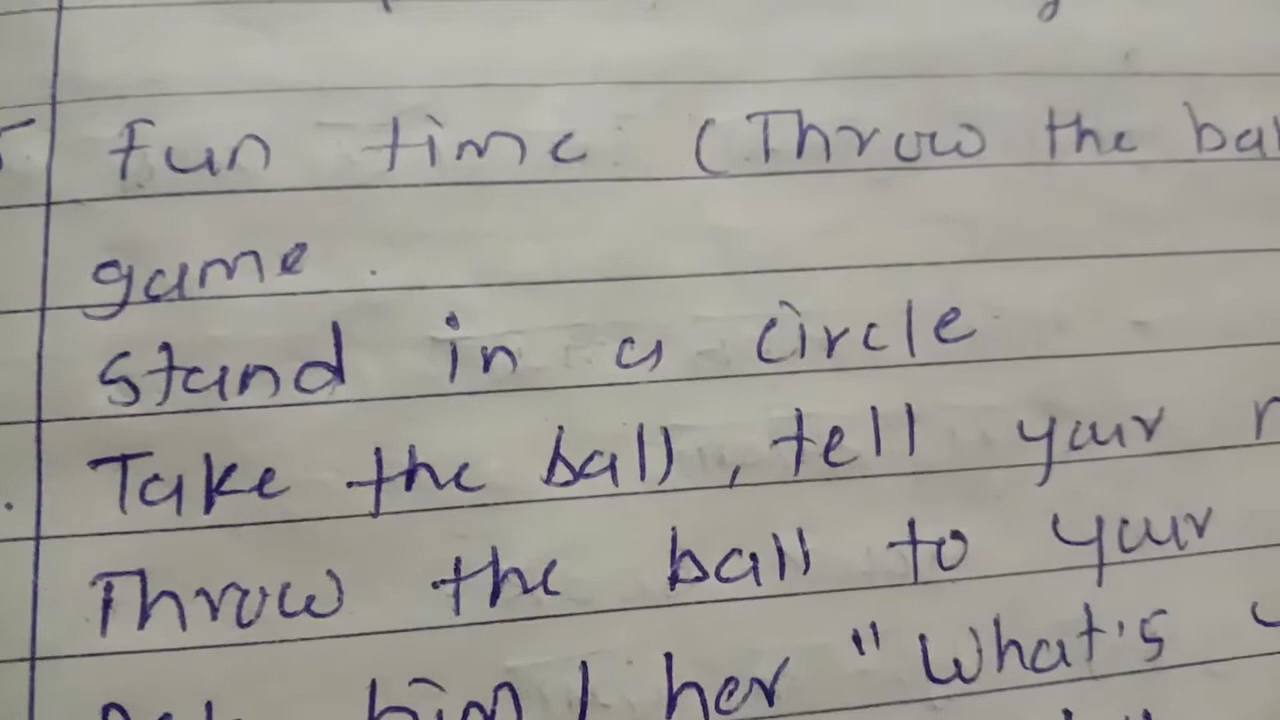 Fun time (Throw the
game.
Stand in a circle
Take the ball, tell your
Throw the ball to your
him / her "What's